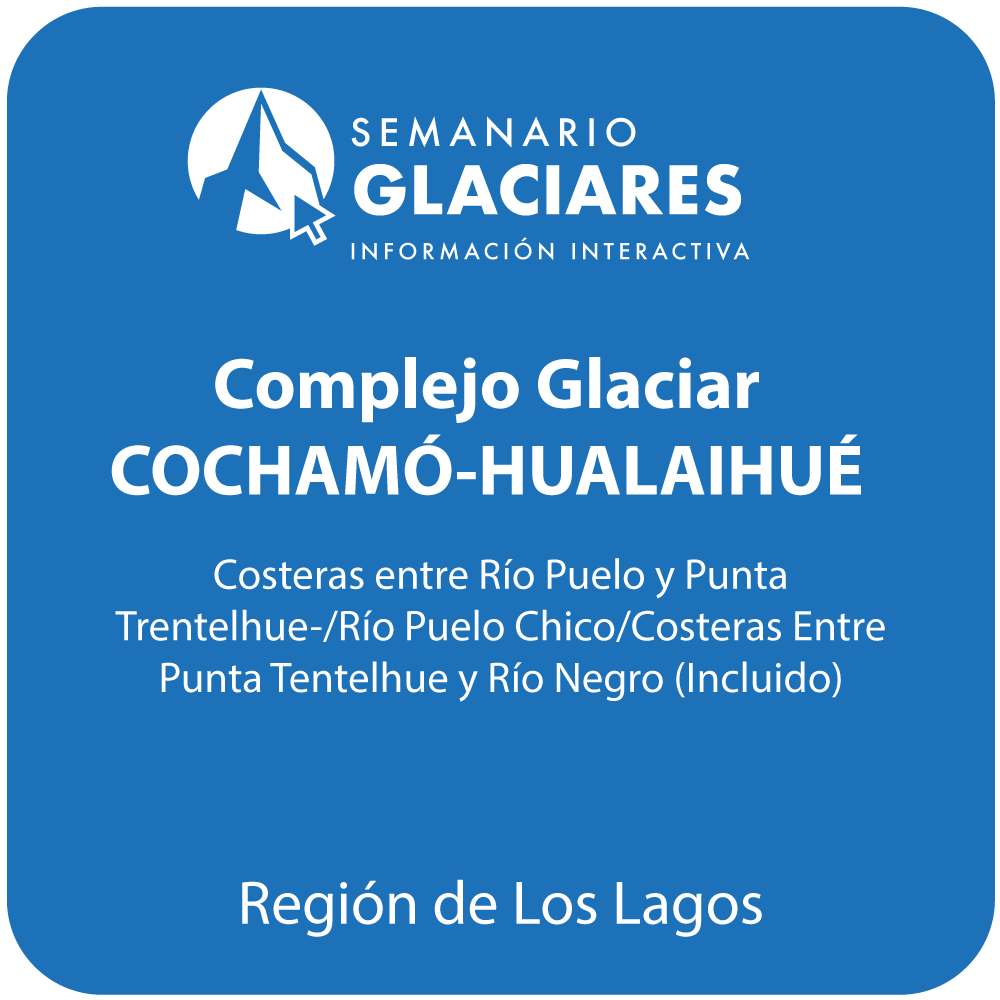 SEMANARIO
GLACIARES
INFORMACIÓN INTERACTIVA
Complejo Glaciar
COCHAMÓ-HUALAIHUÉ
Costeras entre Río Puelo y Punta
Trentelhue-/Río Puelo Chico/Costeras Entre
Punta Tentelhue y Río Negro (Incluido)
Región de Los Lagos